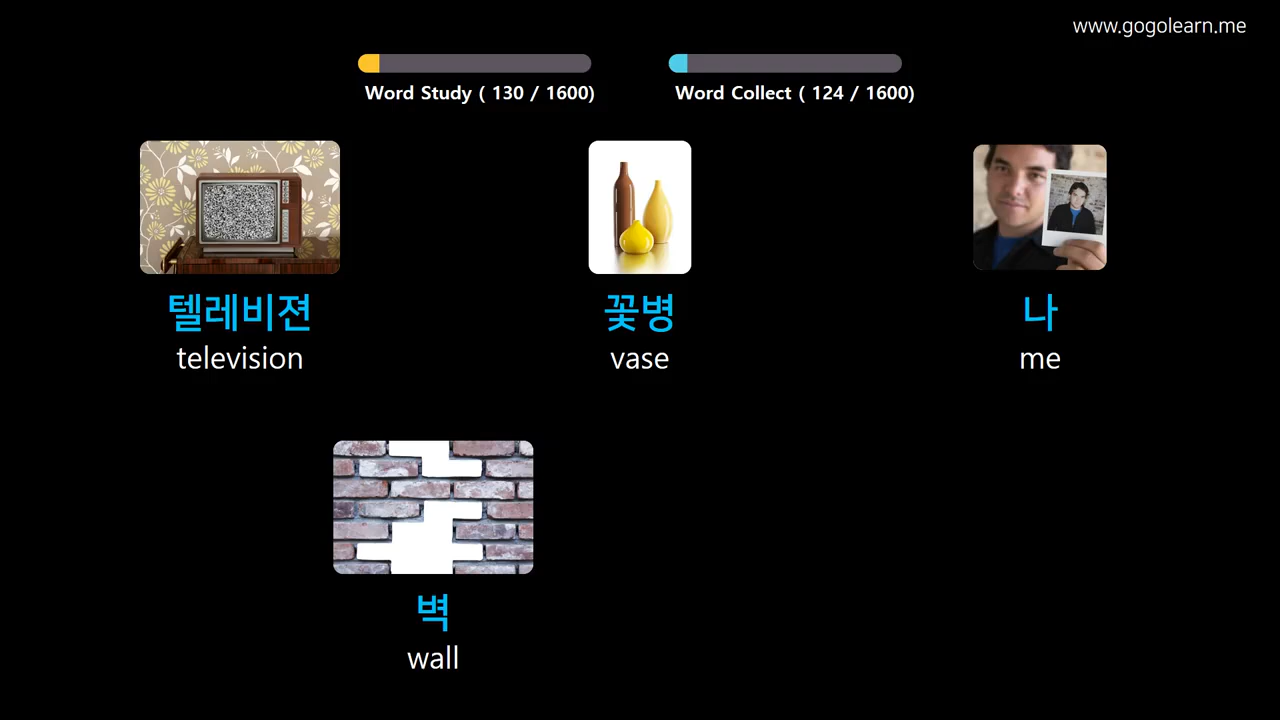 www.gogolearn.me
Word Study ( 130 / 1600)
Word Collect ( 124 / 1600)
텔레비젼
television
꽃병
vase
나
me
벽
wall